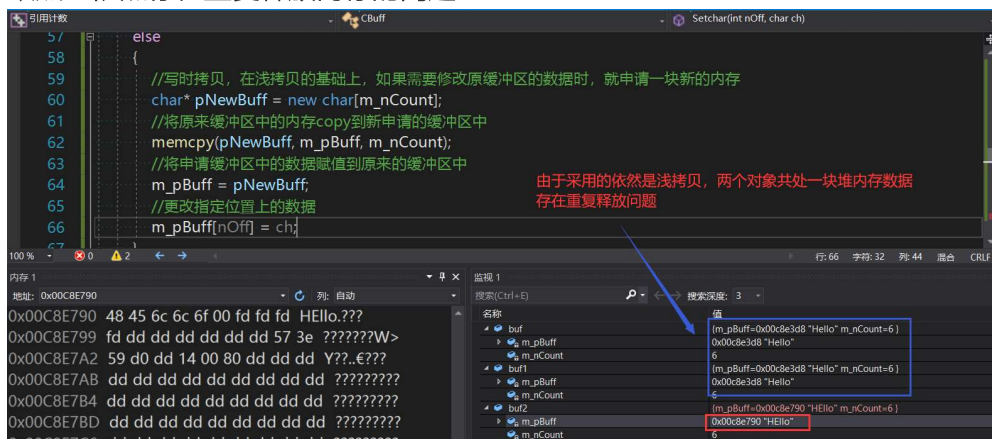 引用计数 CBuff Setchar(int nOff, char ch)
57 else
58 {
59 //写时拷贝，在浅拷贝的基础上，如果需要修改原缓冲区的数据时，就申请一块新的内存
60 char* pNewBuff = new char[m_nCount];
61 //将原来缓冲区中的内存copy到新申请的缓冲区中
62 memcpy(pNewBuff, m_pBuff, m_nCount);
63 //将申请缓冲区中的数据赋值到原来的缓冲区中
64 m_pBuff = pNewBuff;
由于采用的依然是浅拷贝，两个对象共处一块堆内存数据
65 //更改指定位置上的数据
存在重复释放问题
66 m_pBuff[nOff] = ch;
67 }
100 % 0 2 行: 66 字符: 32 列: 44 混合 CRLF
内存 1
地址: 0x00C8E790 列: 自动
0x00C8E790 48 45 6c 6c 6f 00 fd fd fd HEllo.???
0x00C8E799 fd dd dd dd dd dd dd 57 3e ???????W>
0x00C8E7A2 59 d0 dd 14 00 80 dd dd dd Y??..€???
0x00C8E7AB dd dd dd dd dd dd dd dd dd ?????????
0x00C8E7B4 dd dd dd dd dd dd dd dd dd ?????????
0x00C8E7BD dd dd dd dd dd dd dd dd dd ?????????
监视 1
搜索(Ctrl+E) 搜索深度: 3
名称 值
buf {m_pBuff=0x00c8e3d8 "Hello" m_nCount=6 }
m_pBuff 0x00c8e3d8 "Hello"
m_nCount 6
buf1 {m_pBuff=0x00c8e3d8 "Hello" m_nCount=6 }
m_pBuff 0x00c8e3d8 "Hello"
m_nCount 6
buf2 {m_pBuff=0x00c8e790 "HEllo" m_nCount=6 }
m_pBuff 0x00c8e790 "HEllo"
m_nCount 6